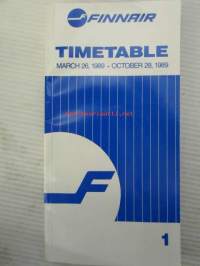 FINNAIR
TIMETABLE
MARCH 26, 1989 - OCTOBER 28, 1989
1